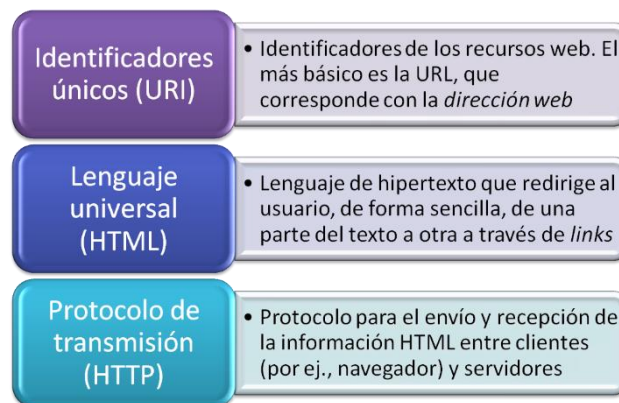 Identificadores
únicos (URI)
• Identificadores de los recursos web. El
más básico es la URL, que
corresponde con la dirección web
Lenguaje
universal
(HTML)
• Lenguaje de hipertexto que redirige al
usuario, de forma sencilla, de una
parte del texto a otra a través de links
Protocolo de
transmisión
(HTTP)
• Protocolo para el envío y recepción de
la información HTML entre clientes
(por ej., navegador) y servidores